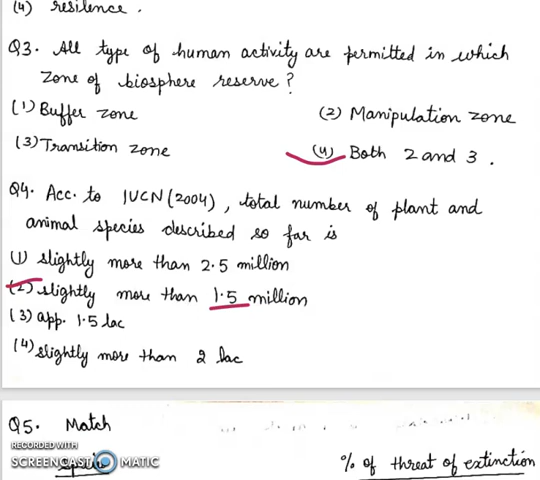 (4) resilence.
Q3. All type of human activity are permitted in which
zone of biosphere reserve?
(1) Buffer zone (2) Manipulation zone
(3) Transition zone (4) Both 2 and 3.
Q4. Acc. to IUCN (2004), total number of plant and
animal species described so far is
(1) slightly more than 2.5 million
(2) slightly more than 1.5 million
(3) app. 1.5 lac
(4) slightly more than 2 lac
Q5. Match
RECORDED WITH
SCREENCAST MATIC
% of threat of extinction